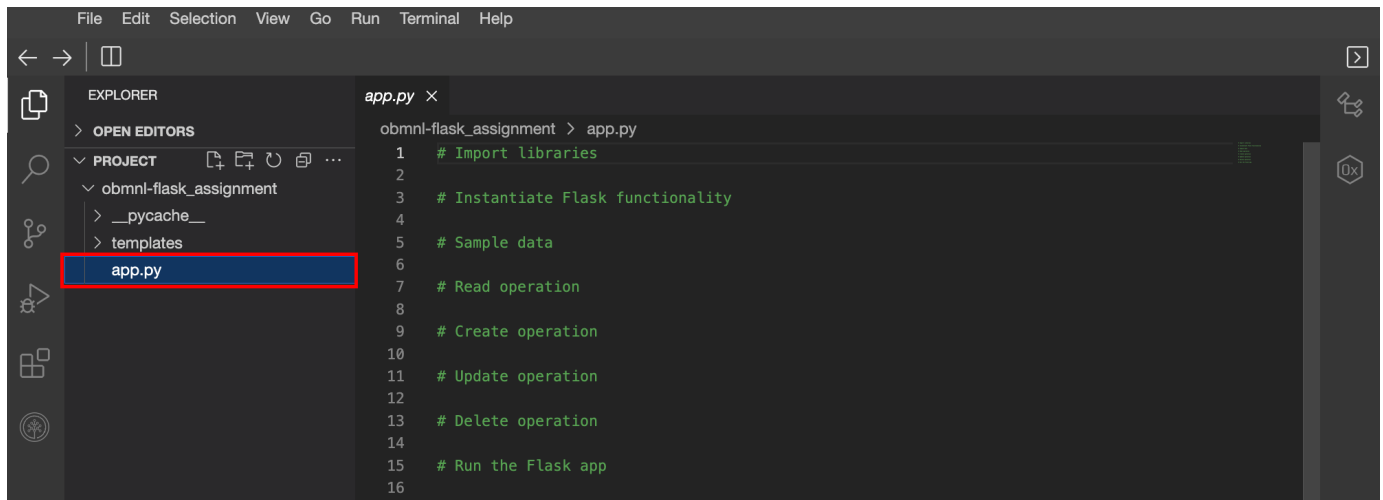 File Edit Selection View Go Run Terminal Help
EXPLORER
OPEN EDITORS
PROJECT
obmnl-flask_assignment
__pycache__
templates
app.py
app.py
obmnl-flask_assignment > app.py
1 # Import libraries
2
3 # Instantiate Flask functionality
4
5 # Sample data
6
7 # Read operation
8
9 # Create operation
10
11 # Update operation
12
13 # Delete operation
14
15 # Run the Flask app
16
0x